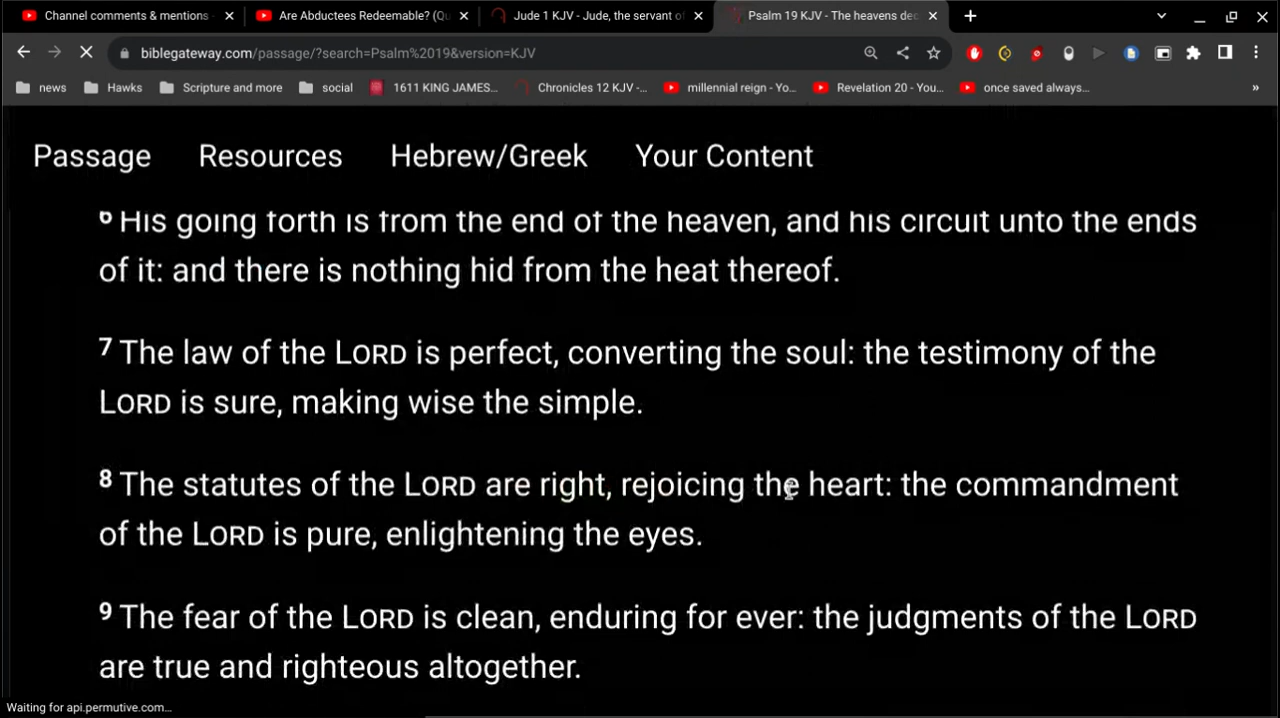 Channel comments & mentions
Are Abductees Redeemable? (Qu
Jude 1 KJV - Jude, the servant of
Psalm 19 KJV - The heavens dec
biblegateway.com/passage/?search=Psalm%2019&version=KJV
news
Hawks
Scripture and more
social
1611 KING JAMES...
Chronicles 12 KJV -...
millennial reign - Yo...
Revelation 20 - You...
once saved always...
»
Passage
Resources
Hebrew/Greek
Your Content
6 His going forth is from the end of the heaven, and his circuit unto the ends
of it: and there is nothing hid from the heat thereof.
7 The law of the LORD is perfect, converting the soul: the testimony of the
LORD is sure, making wise the simple.
8 The statutes of the LORD are right, rejoicing the heart: the commandment
of the LORD is pure, enlightening the eyes.
9 The fear of the LORD is clean, enduring for ever: the judgments of the LORD
are true and righteous altogether.
Waiting for api.permutive.com...